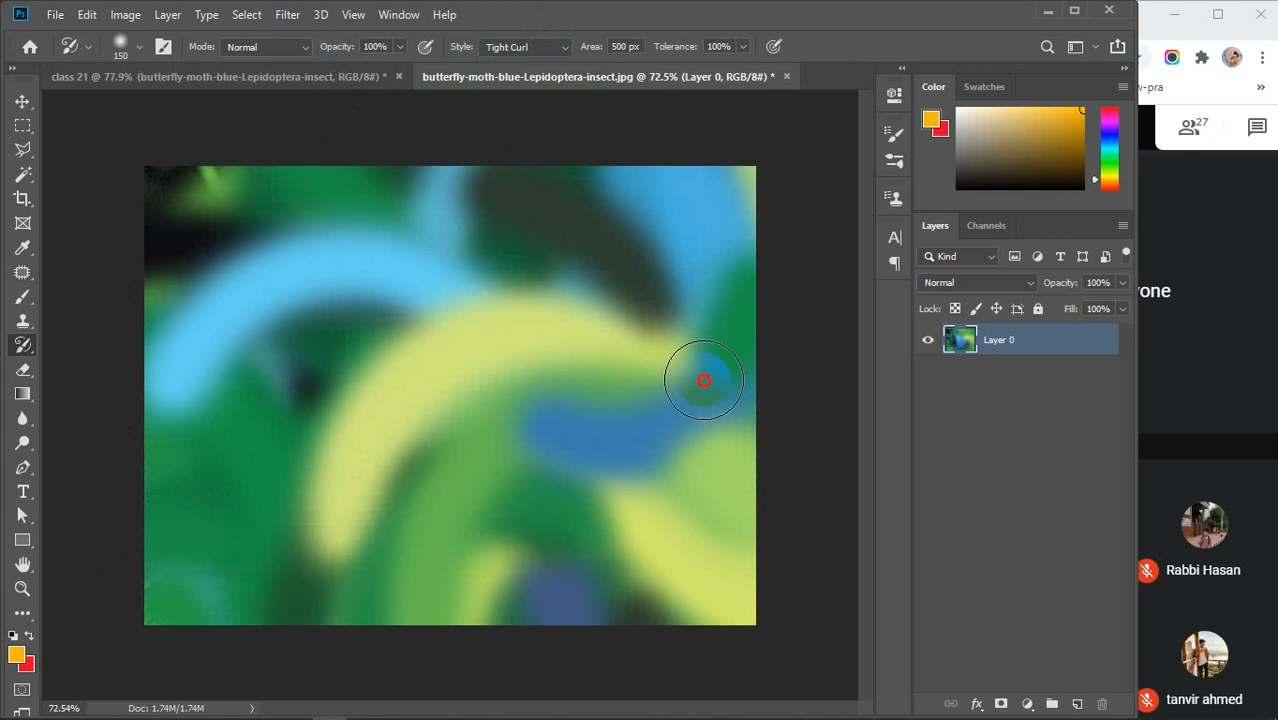 Ps File Edit Image Layer Type Select Filter 3D View Window Help
150 Mode: Normal Opacity: 100% Style: Tight Curl Area: 500 px Tolerance: 100%
class 21 @ 77.9% (butterfly-moth-blue-Lepidoptera-insect, RGB/8#) *
butterfly-moth-blue-Lepidoptera-insect.jpg @ 72.5% (Layer 0, RGB/8#) *
Color Swatches
w-pra
27
Layers Channels
Kind
Normal Opacity: 100%
Lock: Fill: 100%
Layer 0
yone
Rabbi Hasan
tanvir ahmed
72.54% Doc: 1.74M/1.74M